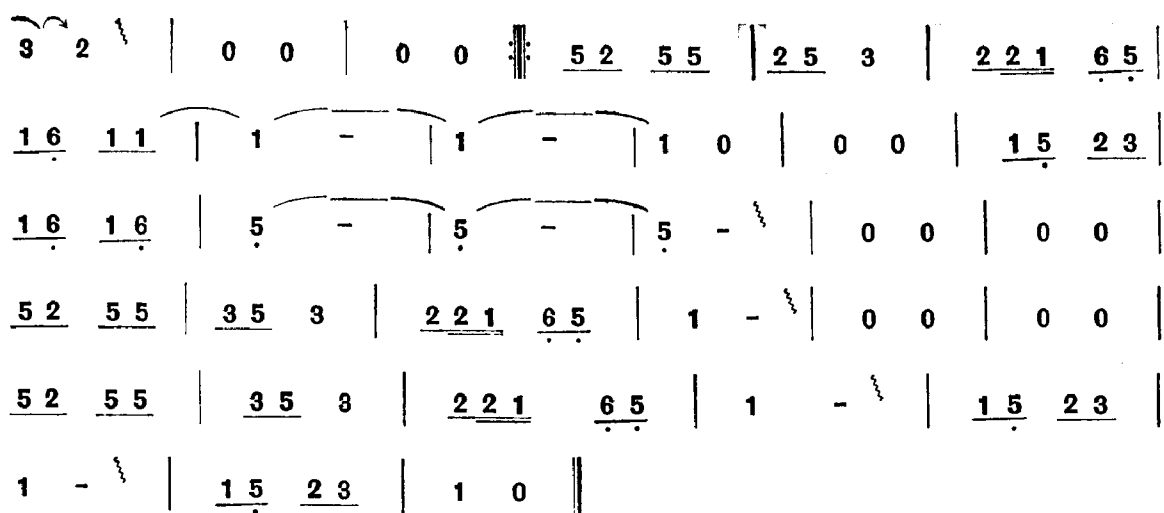 3 2 | 0 0 | 0 0 :‖: 5 2 5 5 | 2 5 3 | 2 2 1 6̣ 5̣ |
1 6̣ 1 1 | 1 - | 1 - | 1 0 | 0 0 | 1 5̣ 2 3 |
1 6̣ 1 6̣ | 5̣ - | 5̣ - | 5̣ - | 0 0 | 0 0 |
5 2 5 5 | 3 5 3 | 2 2 1 6̣ 5̣ | 1 - | 0 0 | 0 0 |
5 2 5 5 | 3 5 3 | 2 2 1 6̣ 5̣ | 1 - | 1 5̣ 2 3 |
1 - | 1 5̣ 2 3 | 1 0 ‖